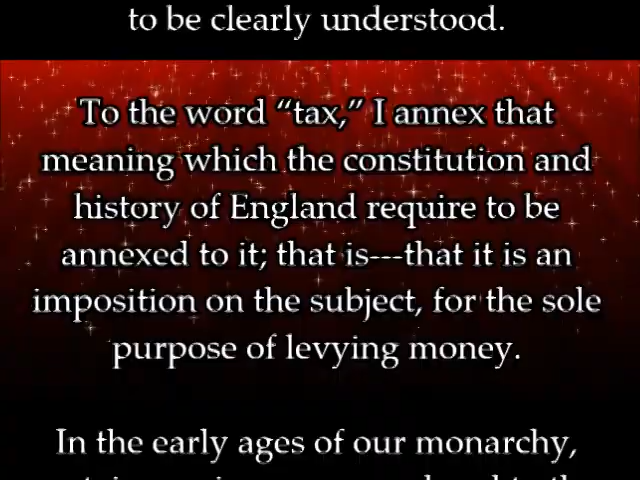 to be clearly understood.
To the word “tax,” I annex that
meaning which the constitution and
history of England require to be
annexed to it; that is---that it is an
imposition on the subject, for the sole
purpose of levying money.
In the early ages of our monarchy,